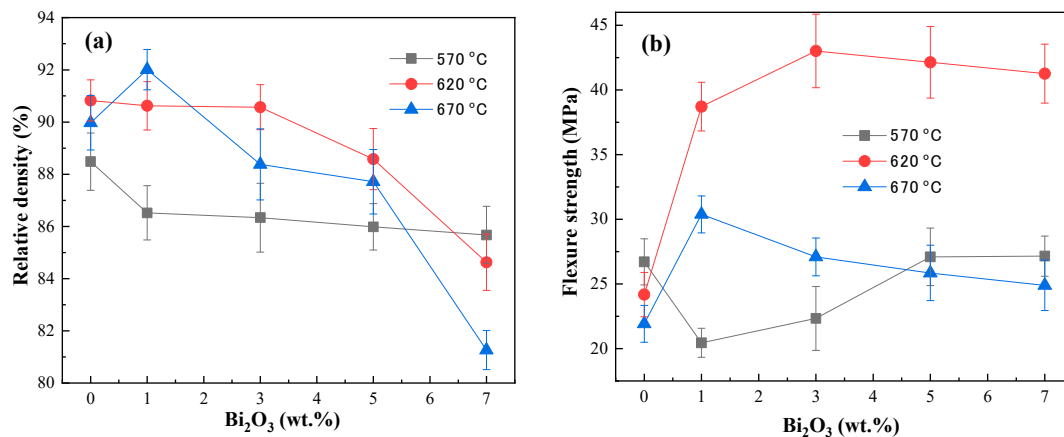 (a)
570 °C
620 °C
670 °C
Relative density (%)
94
92
90
88
86
84
82
80
0 1 2 3 4 5 6 7
Bi₂O₃ (wt.%)
(b)
570 °C
620 °C
670 °C
Flexure strength (MPa)
45
40
35
30
25
20
0 1 2 3 4 5 6 7
Bi₂O₃ (wt.%)